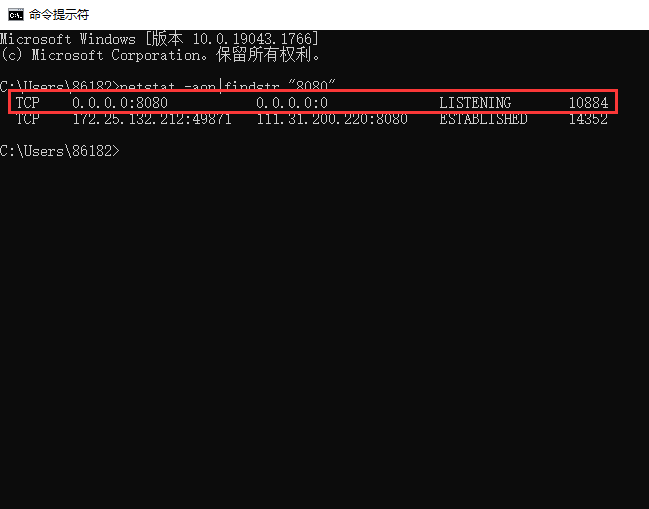 命令提示符
Microsoft Windows [版本 10.0.19043.1766]
(c) Microsoft Corporation。保留所有权利。
C:\Users\86182>netstat -aon|findstr "8080"
TCP 0.0.0.0:8080 0.0.0.0:0 LISTENING 10884
TCP 172.25.132.212:49871 111.31.200.220:8080 ESTABLISHED 14352
C:\Users\86182>